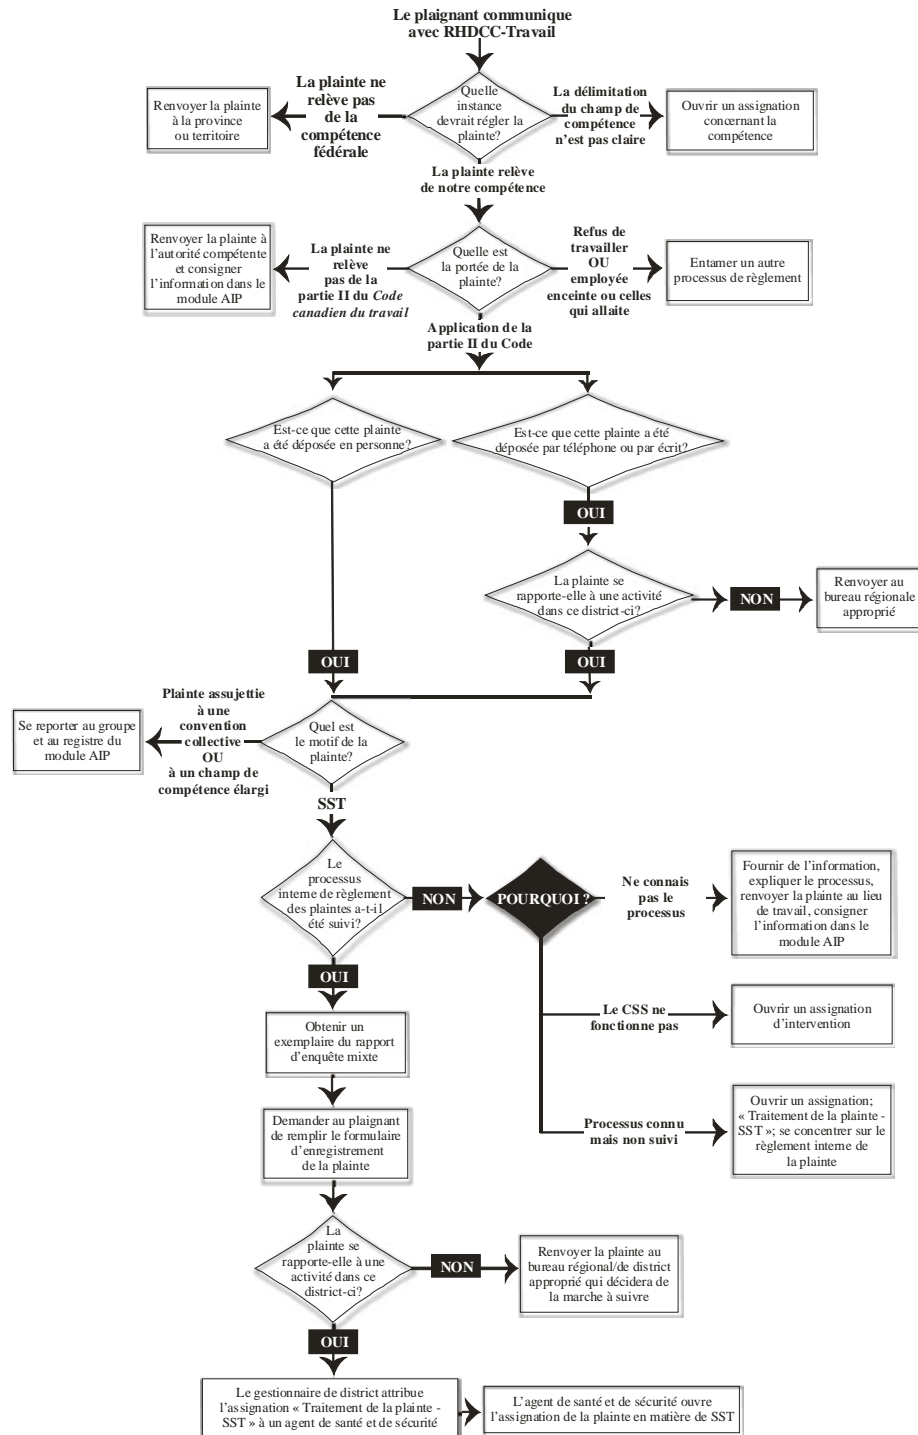 Le plaignant communique
avec RHDCC-Travail
Quelle
instance
devrait régler la
plainte?
La plainte ne
relève pas
de la
compétence
fédérale
Renvoyer la plainte
à la province
ou territoire
La délimitation
du champ de
compétence
n'est pas claire
Ouvrir un assignation
concernant la
compétence
La plainte relève
de notre compétence
Quelle est
la portée de la
plainte?
La plainte ne
relève
pas de la
partie II du Code
canadien du travail
Renvoyer la plainte à
l'autorité compétente
et consigner
l'information dans le
module AIP
Refus de
travailler
OU
employée
enceinte ou celles
qui allaite
Entamer un autre
processus de règlement
Application de la
partie II du Code
Est-ce que cette plainte
a été déposée en personne?
Est-ce que cette plainte a été
déposée par téléphone ou par écrit?
OUI
La plainte se
rapporte-elle à une activité
dans ce district-ci?
NON
Renvoyer au
bureau régionale
approprié
OUI
OUI
Quel est
le motif de la
plainte?
Plainte assujettie
à une
convention
collective
OU
à un champ de
compétence élargi
Se reporter au groupe
et au registre du
module AIP
SST
Le
processus
interne de règlement
des plaintes a-t-il
été suivi?
NON
POURQUOI ?
Ne connais
pas le
processus
Fournir de l'information,
expliquer le processus,
renvoyer la plainte au lieu
de travail, consigner
l'information dans le
module AIP
Le CSS ne
fonctionne pas
Ouvrir un assignation
d'intervention
Processus connu
mais non suivi
Ouvrir un assignation;
« Traitement de la plainte -
SST »; se concentrer sur le
règlement interne de
la plainte
OUI
Obtenir un
exemplaire du rapport
d'enquête mixte
Demander au plaignant
de remplir le formulaire
d'enregistrement
de la plainte
La
plainte se
rapporte-elle à une
activité dans ce
district-ci?
NON
Renvoyer la plainte au
bureau régional/de district
approprié qui décidera de
la marche à suivre
OUI
Le gestionnaire de district attribue
l'assignation « Traitement de la plainte -
SST » à un agent de santé et de sécurité
L'agent de santé et de sécurité ouvre
l'assignation de la plainte en matière de SST